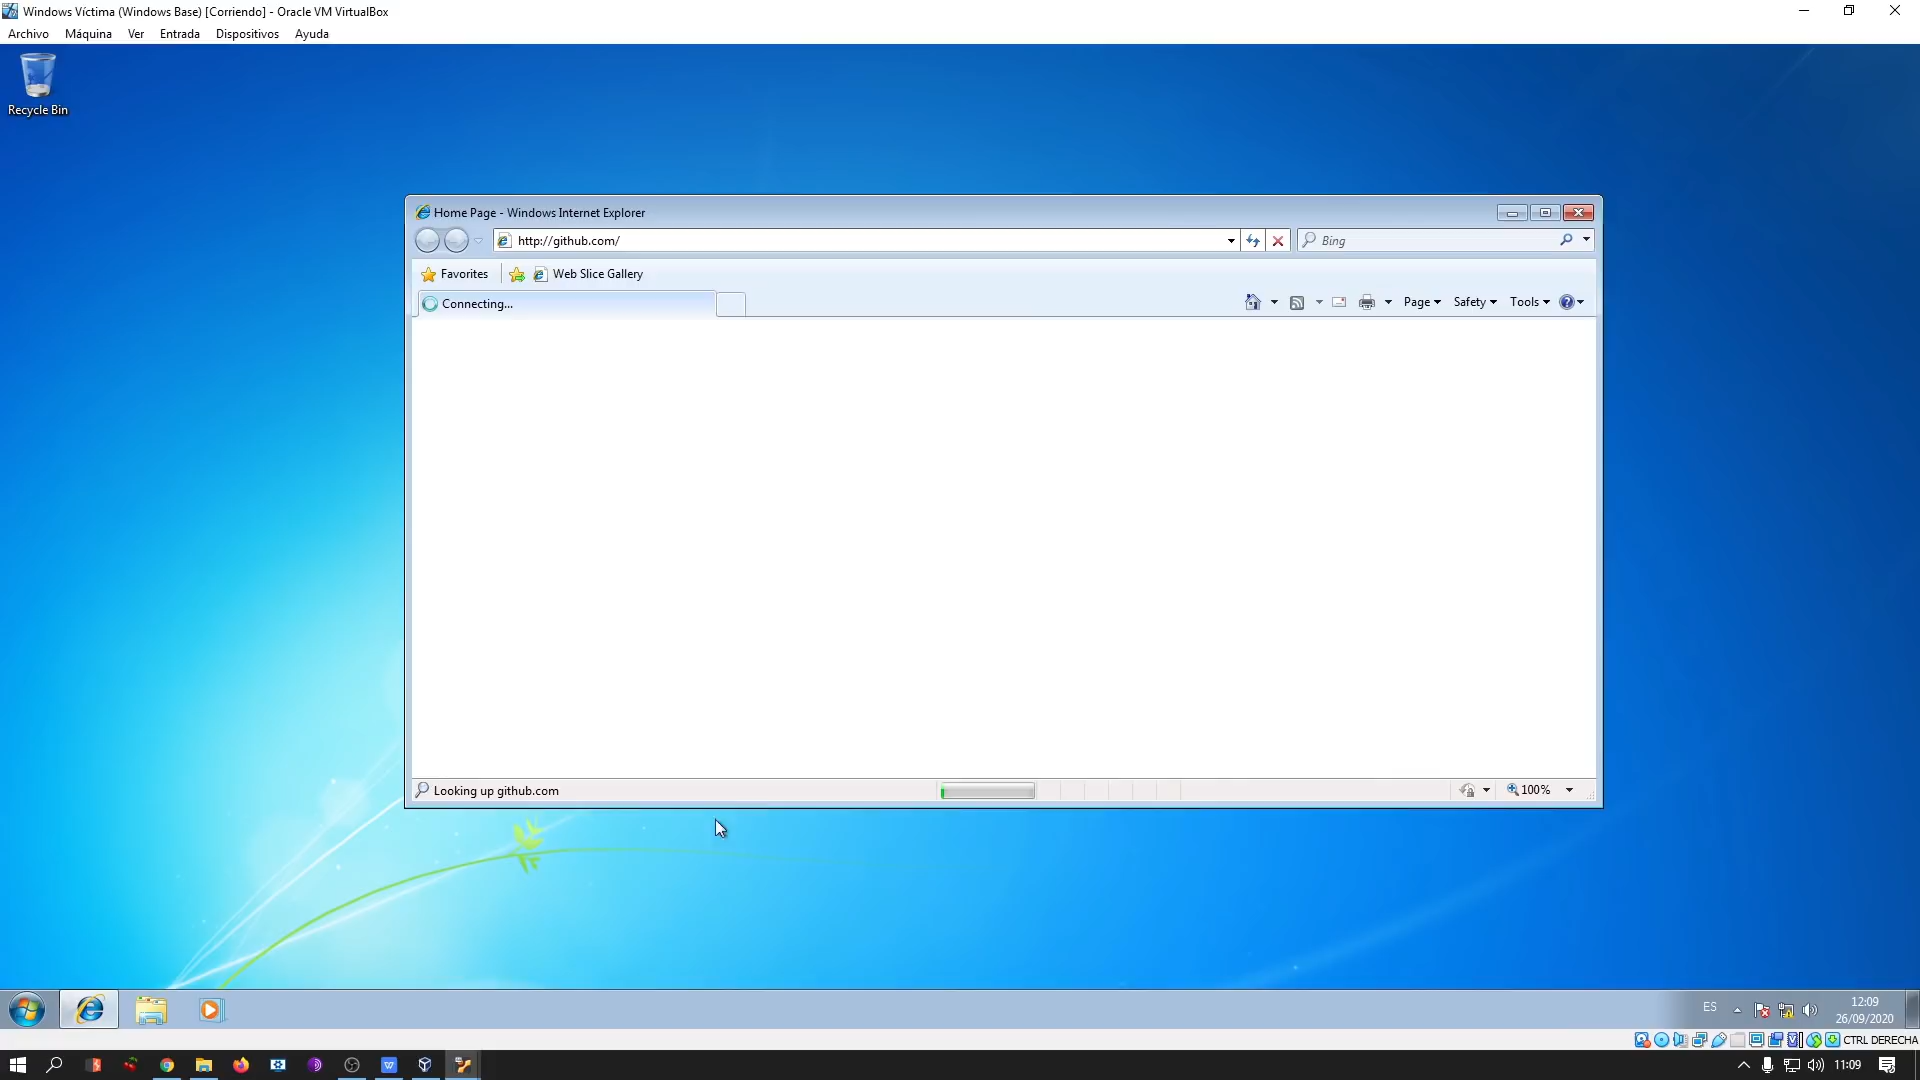 Windows Víctima (Windows Base) [Corriendo] - Oracle VM VirtualBox
Archivo Máquina Ver Entrada Dispositivos Ayuda
Recycle Bin
Home Page - Windows Internet Explorer
http://github.com/
Bing
Favorites Web Slice Gallery
Connecting...
Page Safety Tools
Looking up github.com
100%
ES
12:09
26/09/2020
CTRL DERECHA
11:09